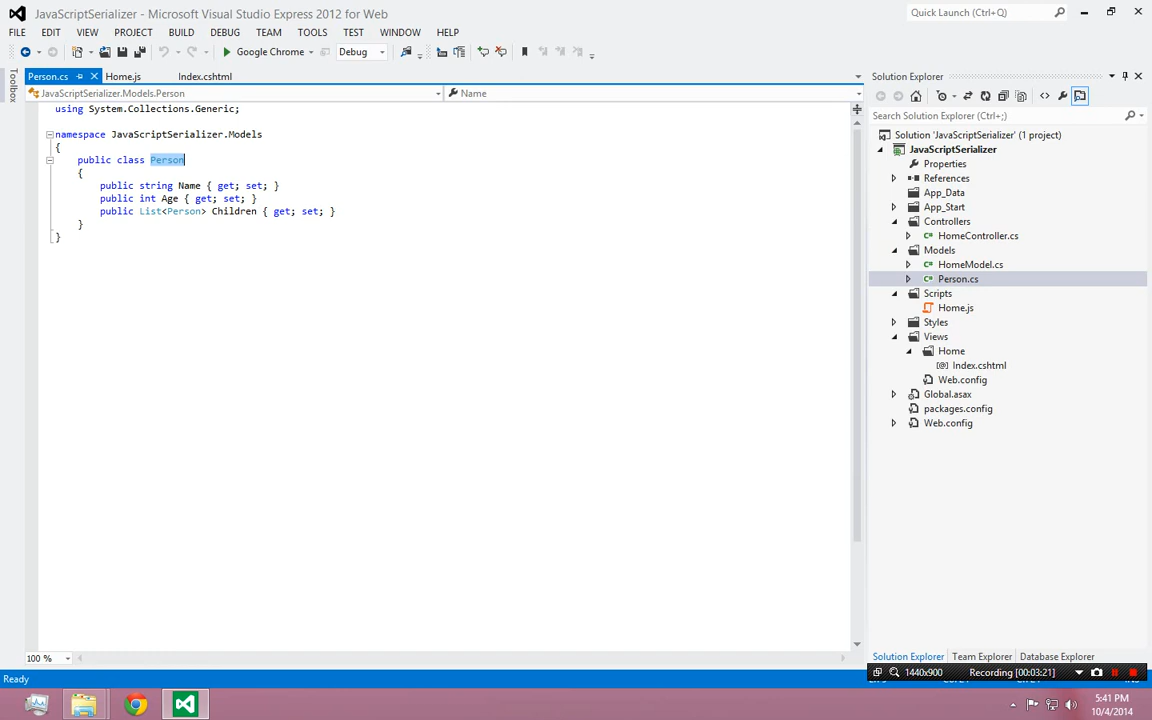 JavaScriptSerializer - Microsoft Visual Studio Express 2012 for Web
Quick Launch (Ctrl+Q)
FILE EDIT VIEW PROJECT BUILD DEBUG TEAM TOOLS TEST WINDOW HELP
Google Chrome Debug
Toolbox
Person.cs Home.js Index.cshtml
JavaScriptSerializer.Models.Person Name
using System.Collections.Generic;
namespace JavaScriptSerializer.Models
{
public class Person
{
public string Name { get; set; }
public int Age { get; set; }
public List<Person> Children { get; set; }
}
}
100 %
Solution Explorer
Search Solution Explorer (Ctrl+;)
Solution 'JavaScriptSerializer' (1 project)
JavaScriptSerializer
Properties
References
App_Data
App_Start
Controllers
HomeController.cs
Models
HomeModel.cs
Person.cs
Scripts
Home.js
Styles
Views
Home
Index.cshtml
Web.config
Global.asax
packages.config
Web.config
Solution Explorer Team Explorer Database Explorer
Ready
1440x900 Recording [00:03:21]
5:41 PM
10/4/2014